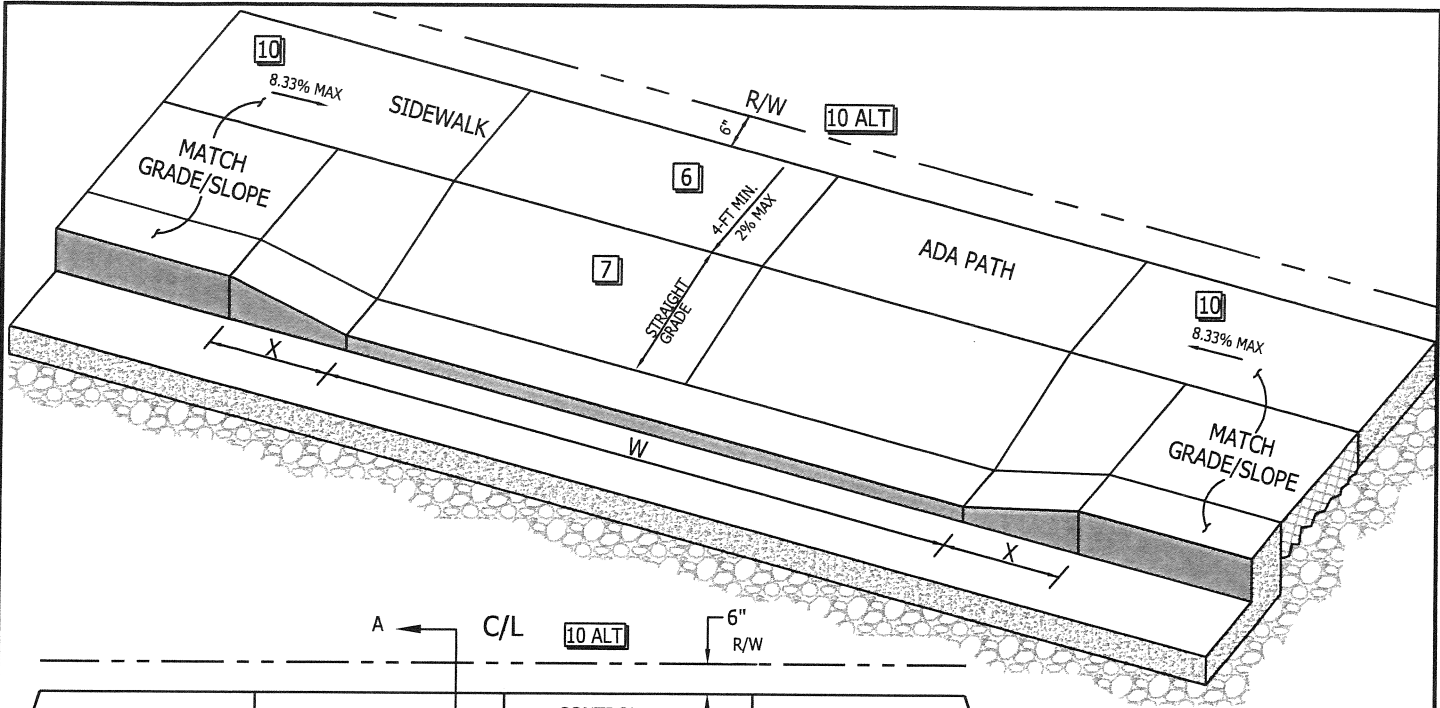 10
8.33% MAX
SIDEWALK
MATCH
GRADE/SLOPE
R/W
6"
10 ALT
6
4-FT MIN.
2% MAX
7
STRAIGHT
GRADE
ADA PATH
10
8.33% MAX
MATCH
GRADE/SLOPE
X
W
X
A
C/L
10 ALT
6"
R/W